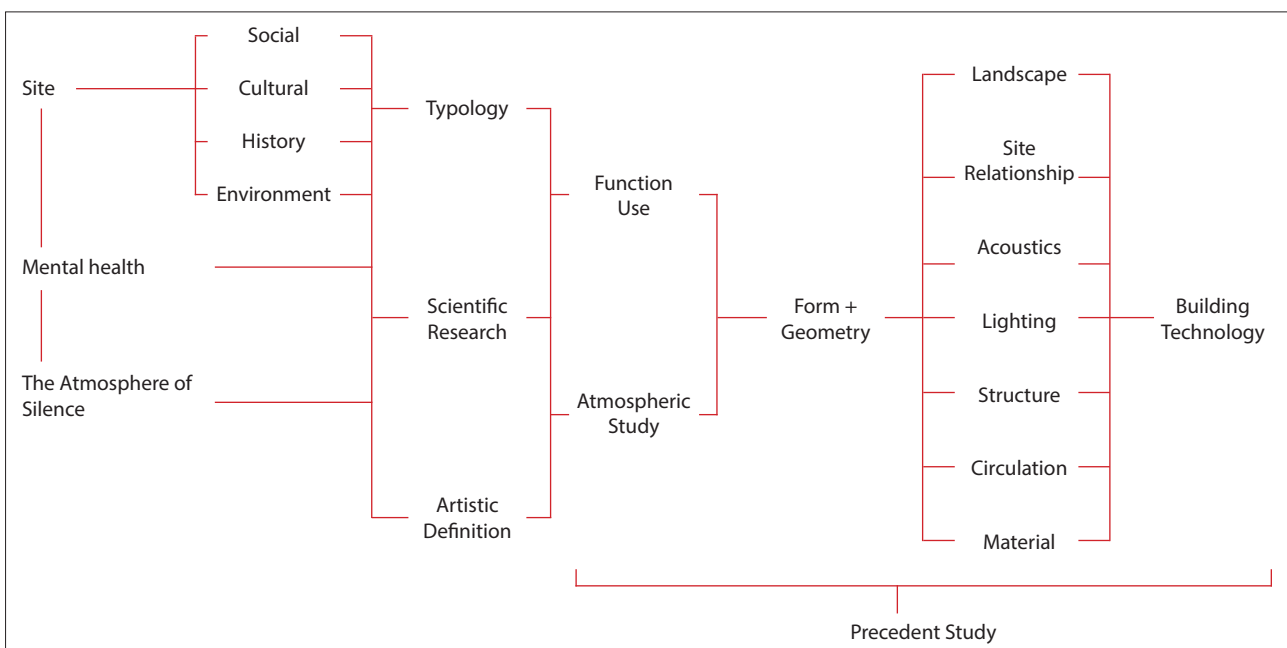 Site
Mental health
The Atmosphere of
Silence
Social
Cultural
History
Environment
Typology
Scientific
Research
Artistic
Definition
Function
Use
Atmospheric
Study
Form +
Geometry
Landscape
Site
Relationship
Acoustics
Lighting
Structure
Circulation
Material
Building
Technology
Precedent Study